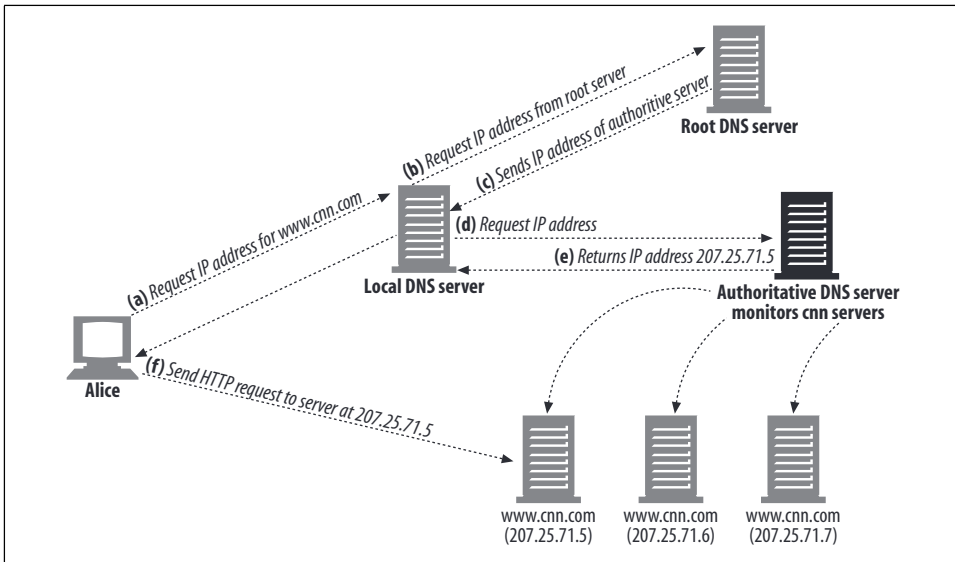 Root DNS server
(b) Request IP address from root server
(c) Sends IP address of authoritive server
(a) Request IP address for www.cnn.com
(d) Request IP address
(e) Returns IP address 207.25.71.5
Local DNS server
Authoritative DNS server
monitors cnn servers
Alice
(f) Send HTTP request to server at 207.25.71.5
www.cnn.com
(207.25.71.5)
www.cnn.com
(207.25.71.6)
www.cnn.com
(207.25.71.7)